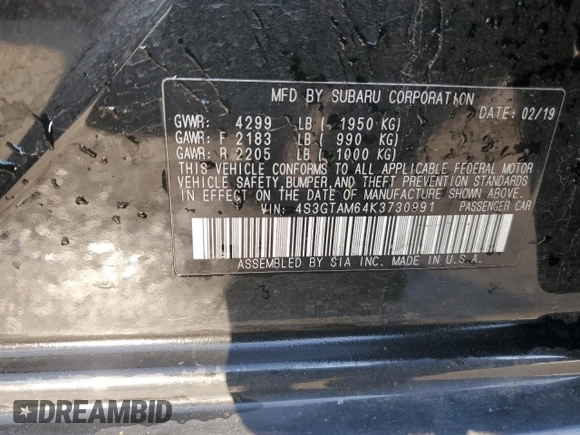 MFD BY SUBARU CORPORATION
DATE: 02/19
GVWR: 4299 LB ( 1950 KG)
GAWR: F 2183 LB ( 990 KG)
GAWR: R 2205 LB ( 1000 KG)
THIS VEHICLE CONFORMS TO ALL APPLICABLE FEDERAL MOTOR
VEHICLE SAFETY, BUMPER, AND THEFT PREVENTION STANDARDS
IN EFFECT ON THE DATE OF MANUFACTURE SHOWN ABOVE.
VIN: 4S3GTAM64K3730991 PASSENGER CAR
ASSEMBLED BY SIA INC. MADE IN U.S.A.
DREAMBID